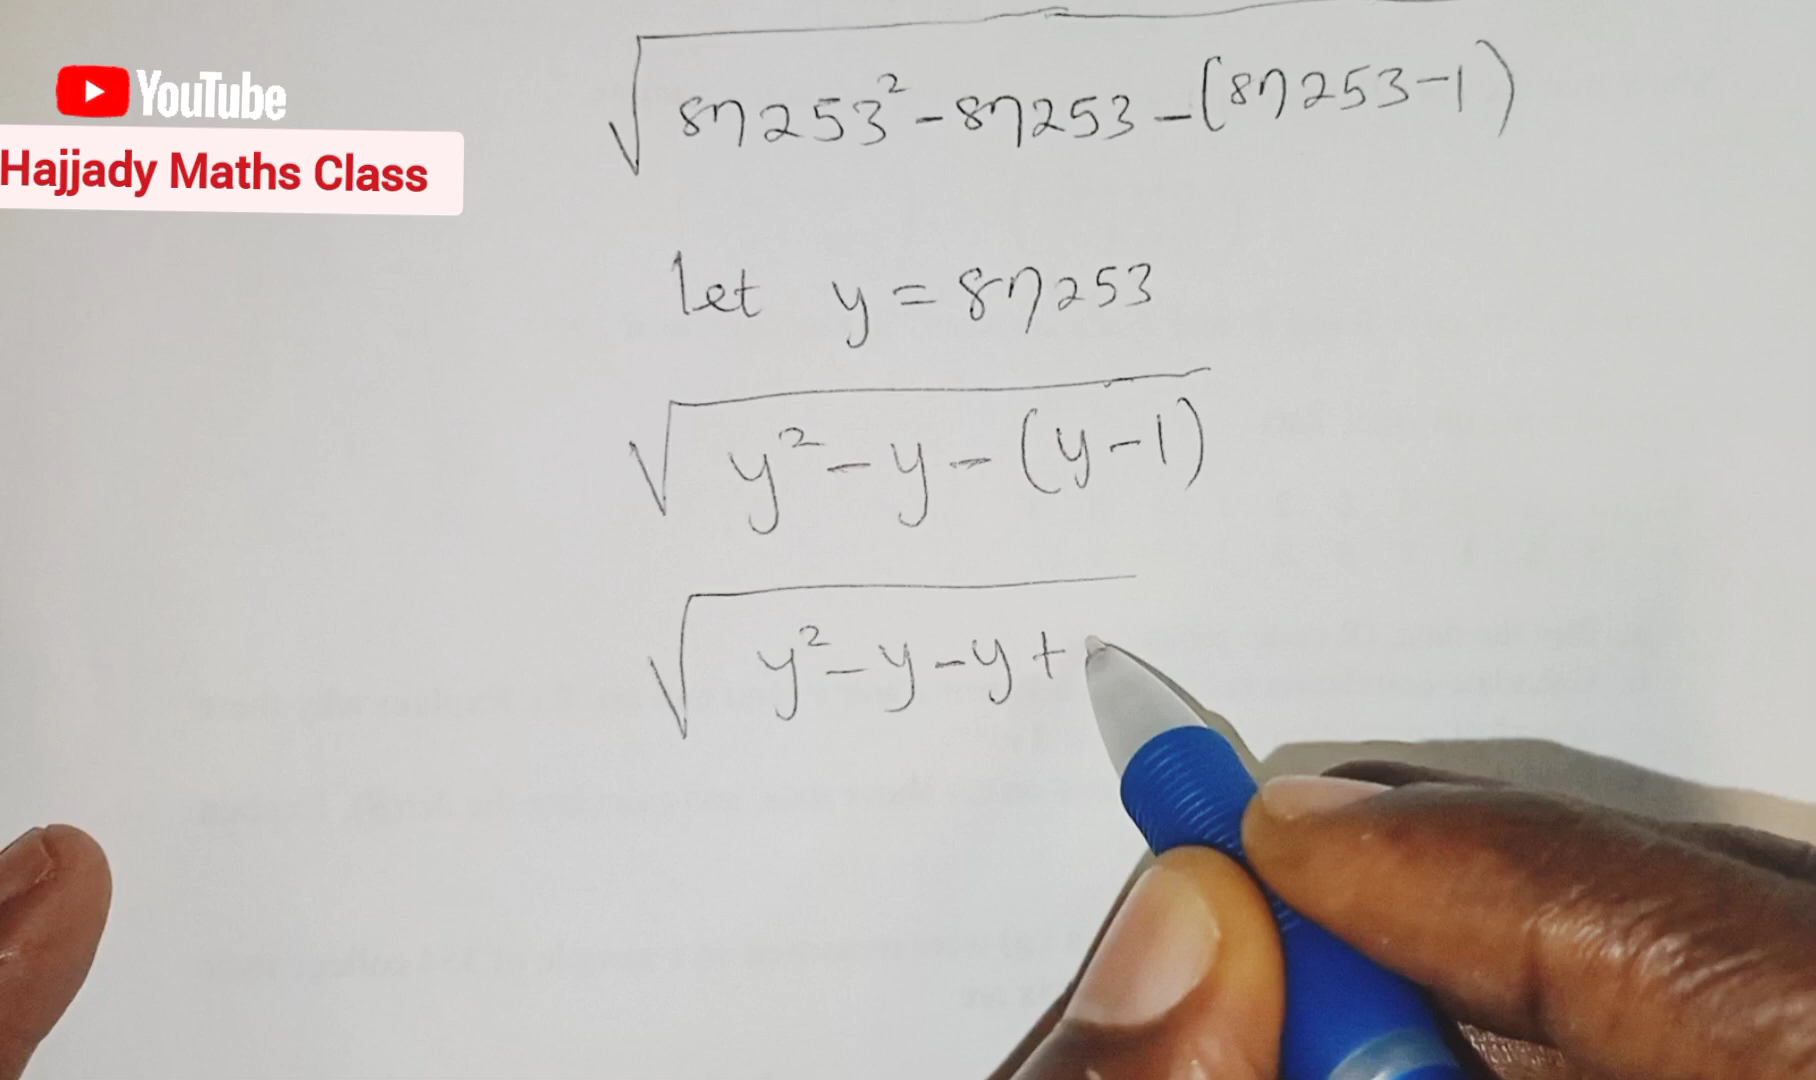 YouTube
Hajjady Maths Class
√87253² - 87253 - (87253 - 1)
let y = 87253
√y² - y - (y - 1)
√y² - y - y +